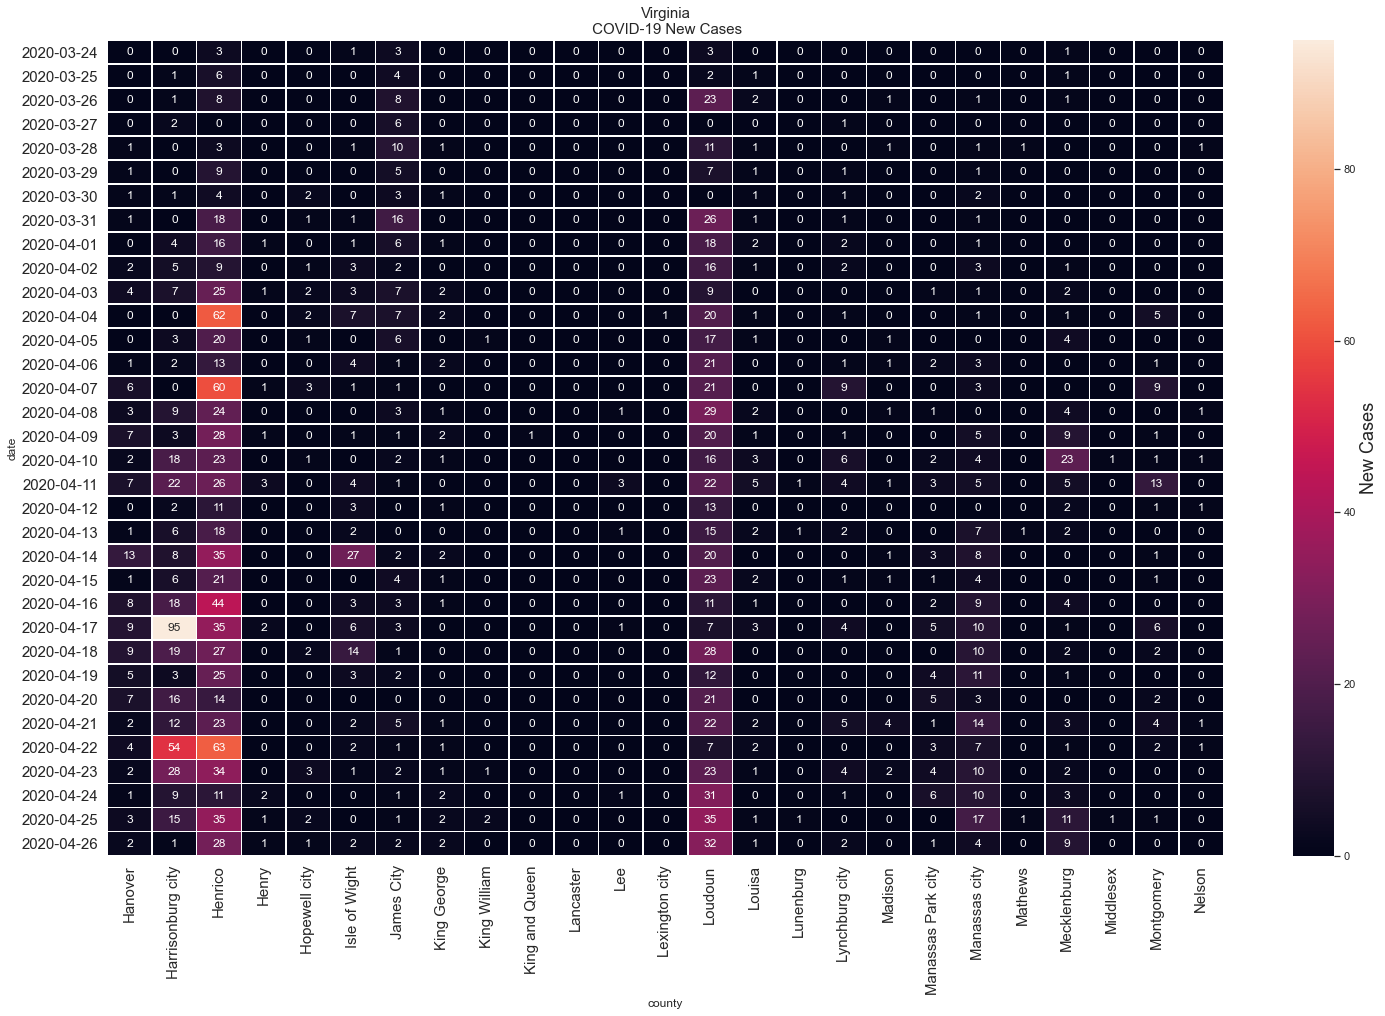 Virginia
COVID-19 New Cases
2020-03-24 0 0 3 0 0 1 3 0 0 0 0 0 0 3 0 0 0 0 0 0 0 1 0 0 0
2020-03-25 0 1 6 0 0 0 4 0 0 0 0 0 0 2 1 0 0 0 0 0 0 1 0 0 0
2020-03-26 0 1 8 0 0 0 8 0 0 0 0 0 0 23 2 0 0 1 0 1 0 1 0 0 0
2020-03-27 0 2 0 0 0 0 6 0 0 0 0 0 0 0 0 0 1 0 0 0 0 0 0 0 0
2020-03-28 1 0 3 0 0 1 10 1 0 0 0 0 0 11 1 0 0 1 0 1 1 0 0 0 1
2020-03-29 1 0 9 0 0 0 5 0 0 0 0 0 0 7 1 0 1 0 0 1 0 0 0 0 0
2020-03-30 1 1 4 0 2 0 3 1 0 0 0 0 0 0 1 0 1 0 0 2 0 0 0 0 0
2020-03-31 1 0 18 0 1 1 16 0 0 0 0 0 0 26 1 0 1 0 0 1 0 0 0 0 0
2020-04-01 0 4 16 1 0 1 6 1 0 0 0 0 0 18 2 0 2 0 0 1 0 0 0 0 0
2020-04-02 2 5 9 0 1 3 2 0 0 0 0 0 0 16 1 0 2 0 0 3 0 1 0 0 0
2020-04-03 4 7 25 1 2 3 7 2 0 0 0 0 0 9 0 0 0 0 1 1 0 2 0 0 0
2020-04-04 0 0 62 0 2 7 7 2 0 0 0 0 1 20 1 0 1 0 0 1 0 1 0 5 0
2020-04-05 0 3 20 0 1 0 6 0 1 0 0 0 0 17 1 0 0 1 0 0 0 4 0 0 0
2020-04-06 1 2 13 0 0 4 1 2 0 0 0 0 0 21 0 0 1 1 2 3 0 0 0 1 0
2020-04-07 6 0 60 1 3 1 1 0 0 0 0 0 0 21 0 0 9 0 0 3 0 0 0 9 0
2020-04-08 3 9 24 0 0 0 3 1 0 0 0 1 0 29 2 0 0 1 1 0 0 4 0 0 1
2020-04-09 7 3 28 1 0 1 1 2 0 1 0 0 0 20 1 0 1 0 0 5 0 9 0 1 0
2020-04-10 2 18 23 0 1 0 2 1 0 0 0 0 0 16 3 0 6 0 2 4 0 23 1 1 1
2020-04-11 7 22 26 3 0 4 1 0 0 0 0 3 0 22 5 1 4 1 3 5 0 5 0 13 0
2020-04-12 0 2 11 0 0 3 0 1 0 0 0 0 0 13 0 0 0 0 0 0 0 2 0 1 1
2020-04-13 1 6 18 0 0 2 0 0 0 0 0 1 0 15 2 1 2 0 0 7 1 2 0 0 0
2020-04-14 13 8 35 0 0 27 2 2 0 0 0 0 0 20 0 0 0 1 3 8 0 0 0 1 0
2020-04-15 1 6 21 0 0 0 4 1 0 0 0 0 0 23 2 0 1 1 1 4 0 0 0 1 0
2020-04-16 8 18 44 0 0 3 3 1 0 0 0 0 0 11 1 0 0 0 2 9 0 4 0 0 0
2020-04-17 9 95 35 2 0 6 3 0 0 0 0 1 0 7 3 0 4 0 5 10 0 1 0 6 0
2020-04-18 9 19 27 0 2 14 1 0 0 0 0 0 0 28 0 0 0 0 0 10 0 2 0 2 0
2020-04-19 5 3 25 0 0 3 2 0 0 0 0 0 0 12 0 0 0 0 4 11 0 1 0 0 0
2020-04-20 7 16 14 0 0 0 0 0 0 0 0 0 0 21 0 0 0 0 5 3 0 0 0 2 0
2020-04-21 2 12 23 0 0 2 5 1 0 0 0 0 0 22 2 0 5 4 1 14 0 3 0 4 1
2020-04-22 4 54 63 0 0 2 1 1 0 0 0 0 0 7 2 0 0 0 3 7 0 1 0 2 1
2020-04-23 2 28 34 0 3 1 2 1 1 0 0 0 0 23 1 0 4 2 4 10 0 2 0 0 0
2020-04-24 1 9 11 2 0 0 1 2 0 0 0 1 0 31 0 0 1 0 6 10 0 3 0 0 0
2020-04-25 3 15 35 1 2 0 1 2 2 0 0 0 0 35 1 1 0 0 0 17 1 11 1 1 0
2020-04-26 2 1 28 1 1 2 2 2 0 0 0 0 0 32 1 0 2 0 1 4 0 9 0 0 0
date
Hanover
Harrisonburg city
Henrico
Henry
Hopewell city
Isle of Wight
James City
King George
King William
King and Queen
Lancaster
Lee
Lexington city
Loudoun
Louisa
Lunenburg
Lynchburg city
Madison
Manassas Park city
Manassas city
Mathews
Mecklenburg
Middlesex
Montgomery
Nelson
county
80
60
40
20
0
New Cases